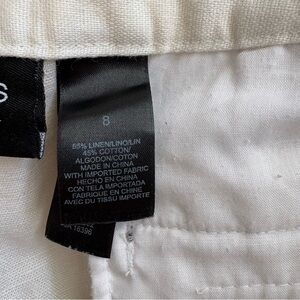 S
8
55% LINEN/LINO/LIN
45% COTTON/
ALGODON/COTON
MADE IN CHINA
WITH IMPORTED FABRIC
HECHO EN CHINA
CON TELA IMPORTADA
FABRIQUE EN CHINE
AVEC DU TISSU IMPORTE
16396